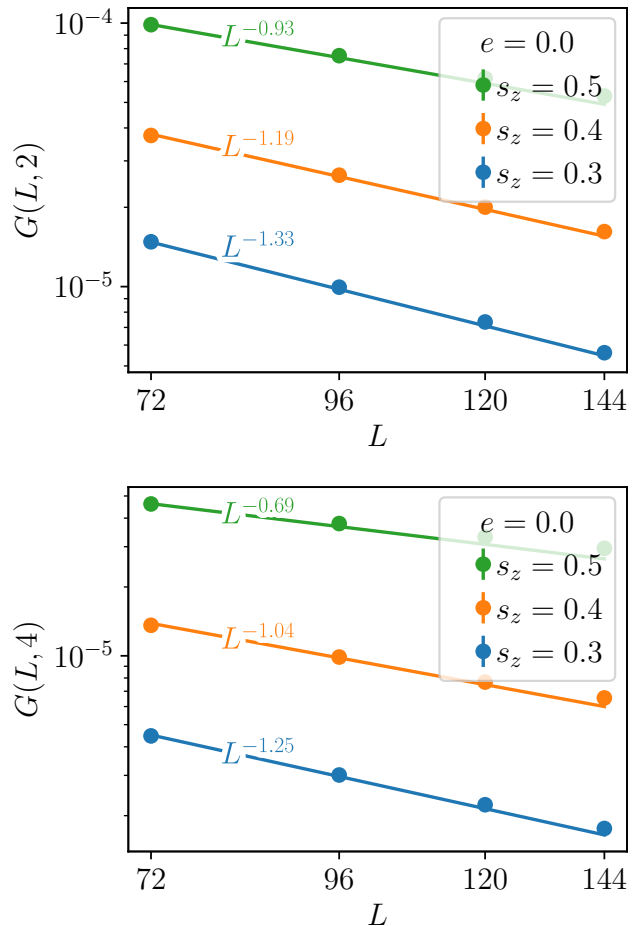 10⁻⁴
10⁻⁵
G(L, 2)
L⁻⁰·⁹³
L⁻¹·¹⁹
L⁻¹·³³
e = 0.0
s_z = 0.5
s_z = 0.4
s_z = 0.3
72 96 120 144
L
10⁻⁵
G(L, 4)
L⁻⁰·⁶⁹
L⁻¹·⁰⁴
L⁻¹·²⁵
e = 0.0
s_z = 0.5
s_z = 0.4
s_z = 0.3
72 96 120 144
L